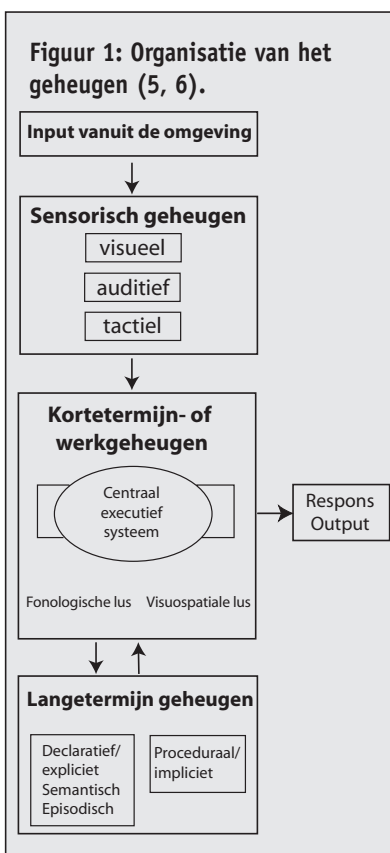 Figuur 1: Organisatie van het
geheugen (5, 6).
Input vanuit de omgeving
Sensorisch geheugen
visueel
auditief
tactiel
Kortetermijn- of
werkgeheugen
Centraal
executief
systeem
Respons
Output
Fonologische lus Visuospatiale lus
Langetermijn geheugen
Declaratief/
expliciet
Semantisch
Episodisch
Proceduraal/
impliciet